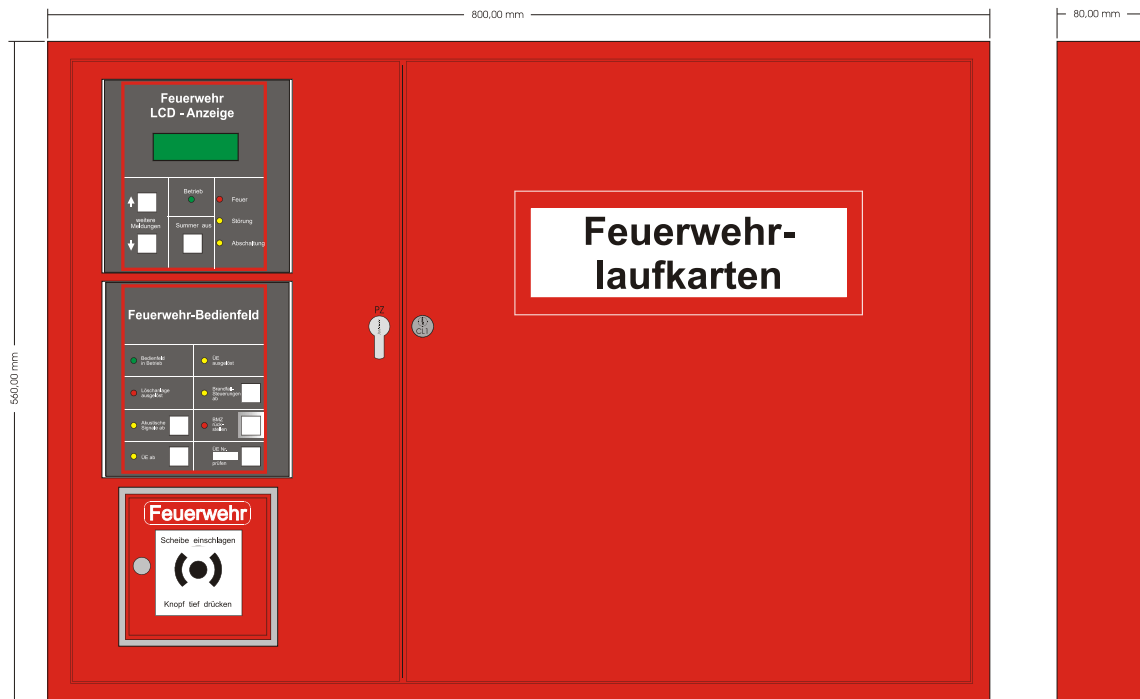 800,00 mm
80,00 mm
560,00 mm
Feuerwehr
LCD - Anzeige
Betrieb
Feuer
weitere
Meldungen
Summer aus
Störung
Abschaltung
Feuerwehr-Bedienfeld
Bedienfeld
in Betrieb
ÜE
ausgelöst
Löschanlage
ausgelöst
Brandfall-
Steuerungen
ab
Akustische
Signale ab
BMZ
rück-
stellen
ÜE ab
ÜE Nr.
prüfen
Feuerwehr
Scheibe einschlagen
Knopf tief drücken
PZ
CL1
Feuerwehr-
laufkarten